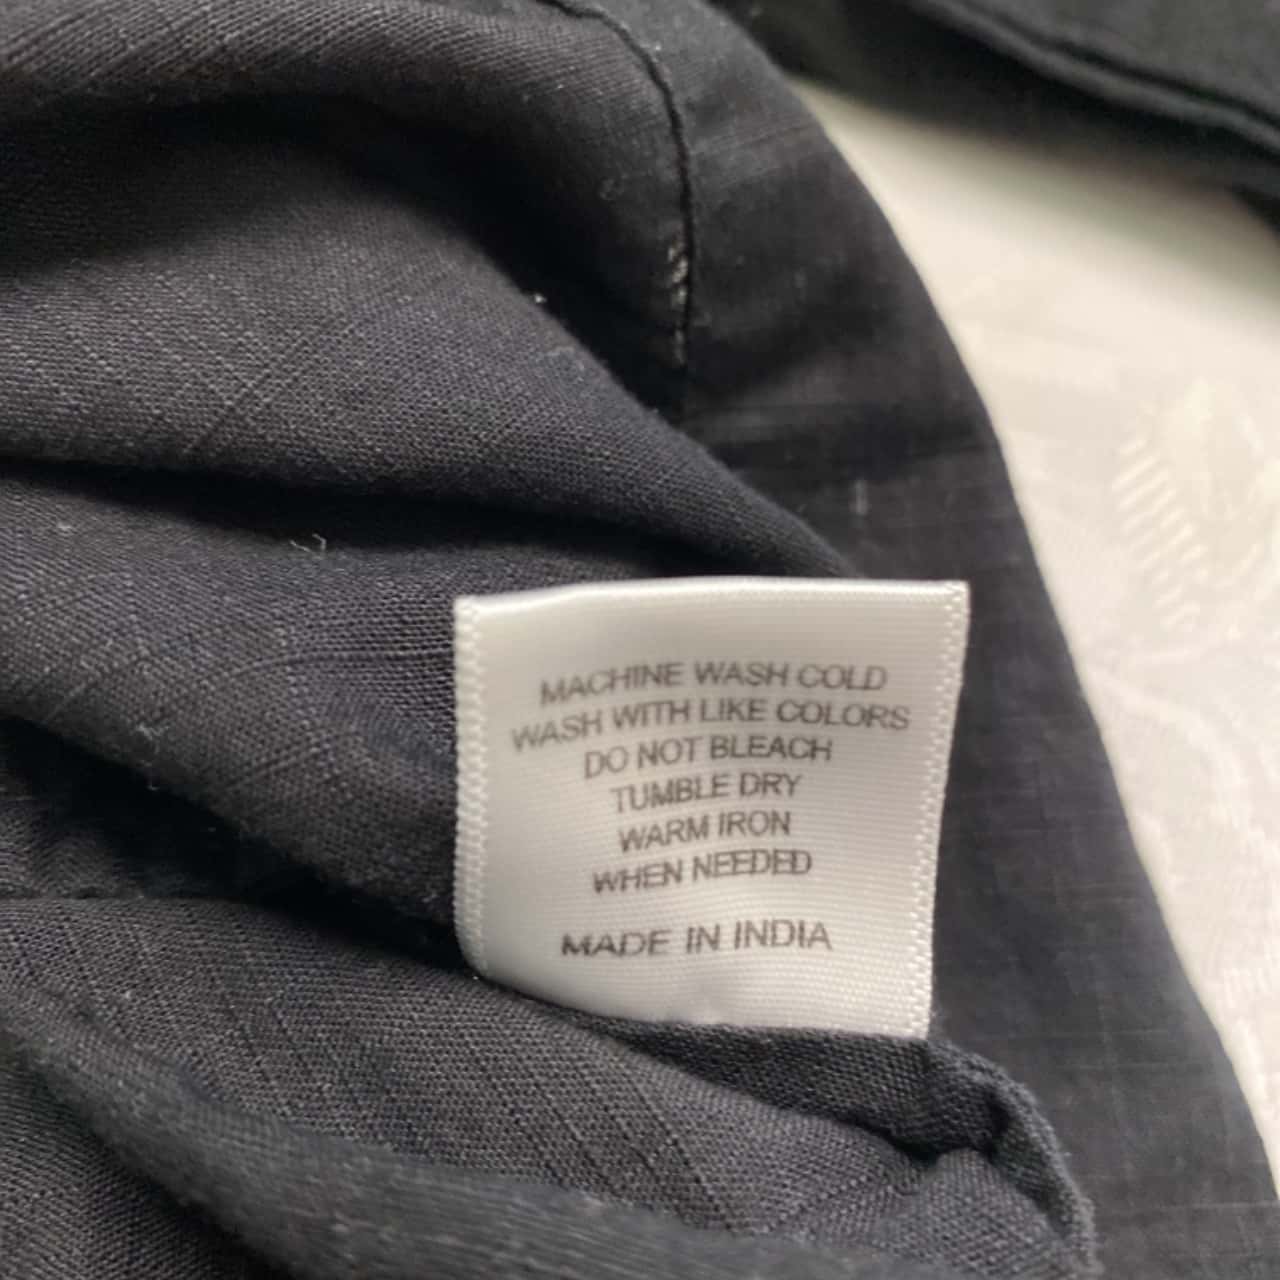 MACHINE WASH COLD
WASH WITH LIKE COLORS
DO NOT BLEACH
TUMBLE DRY
WARM IRON
WHEN NEEDED
MADE IN INDIA